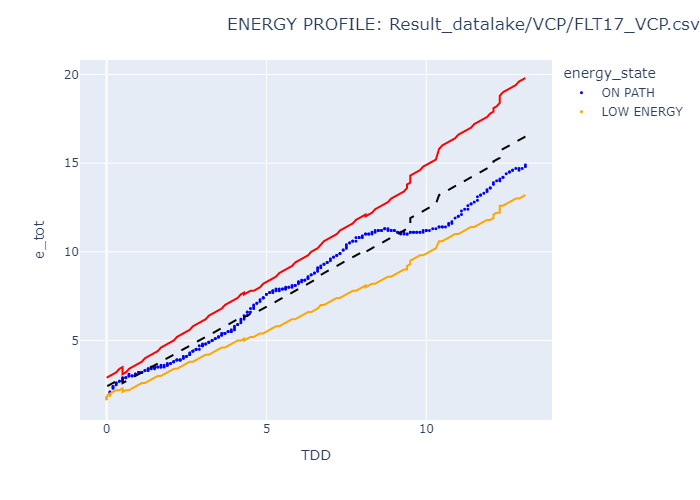 ENERGY PROFILE: Result_datalake/VCP/FLT17_VCP.csv
energy_state
ON PATH
LOW ENERGY
e_tot
20
15
10
5
0
5
10
TDD